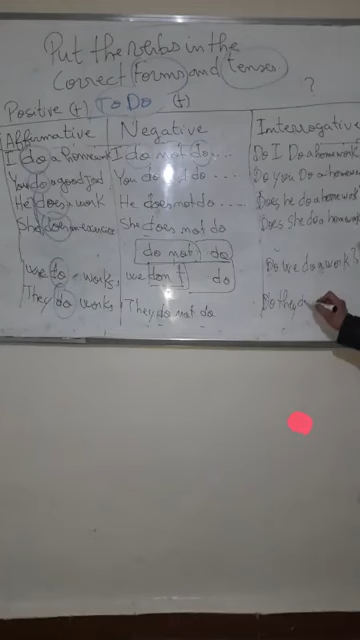 Put the verbs in the
correct forms and tenses
?
Positive (+) To Do (+)
Affirmative
I do a homework
You do a good job
He does a work
She does
we do works,
They do works
Negative
I do not do....
You do not do....
He does not do....
She does not do
do not do
we don't do
They do not do
Interrogative
Do I Do a homework
Do you Do a homework
Does he do a homework
Does she do a homework
Do we do a work?
Do they do